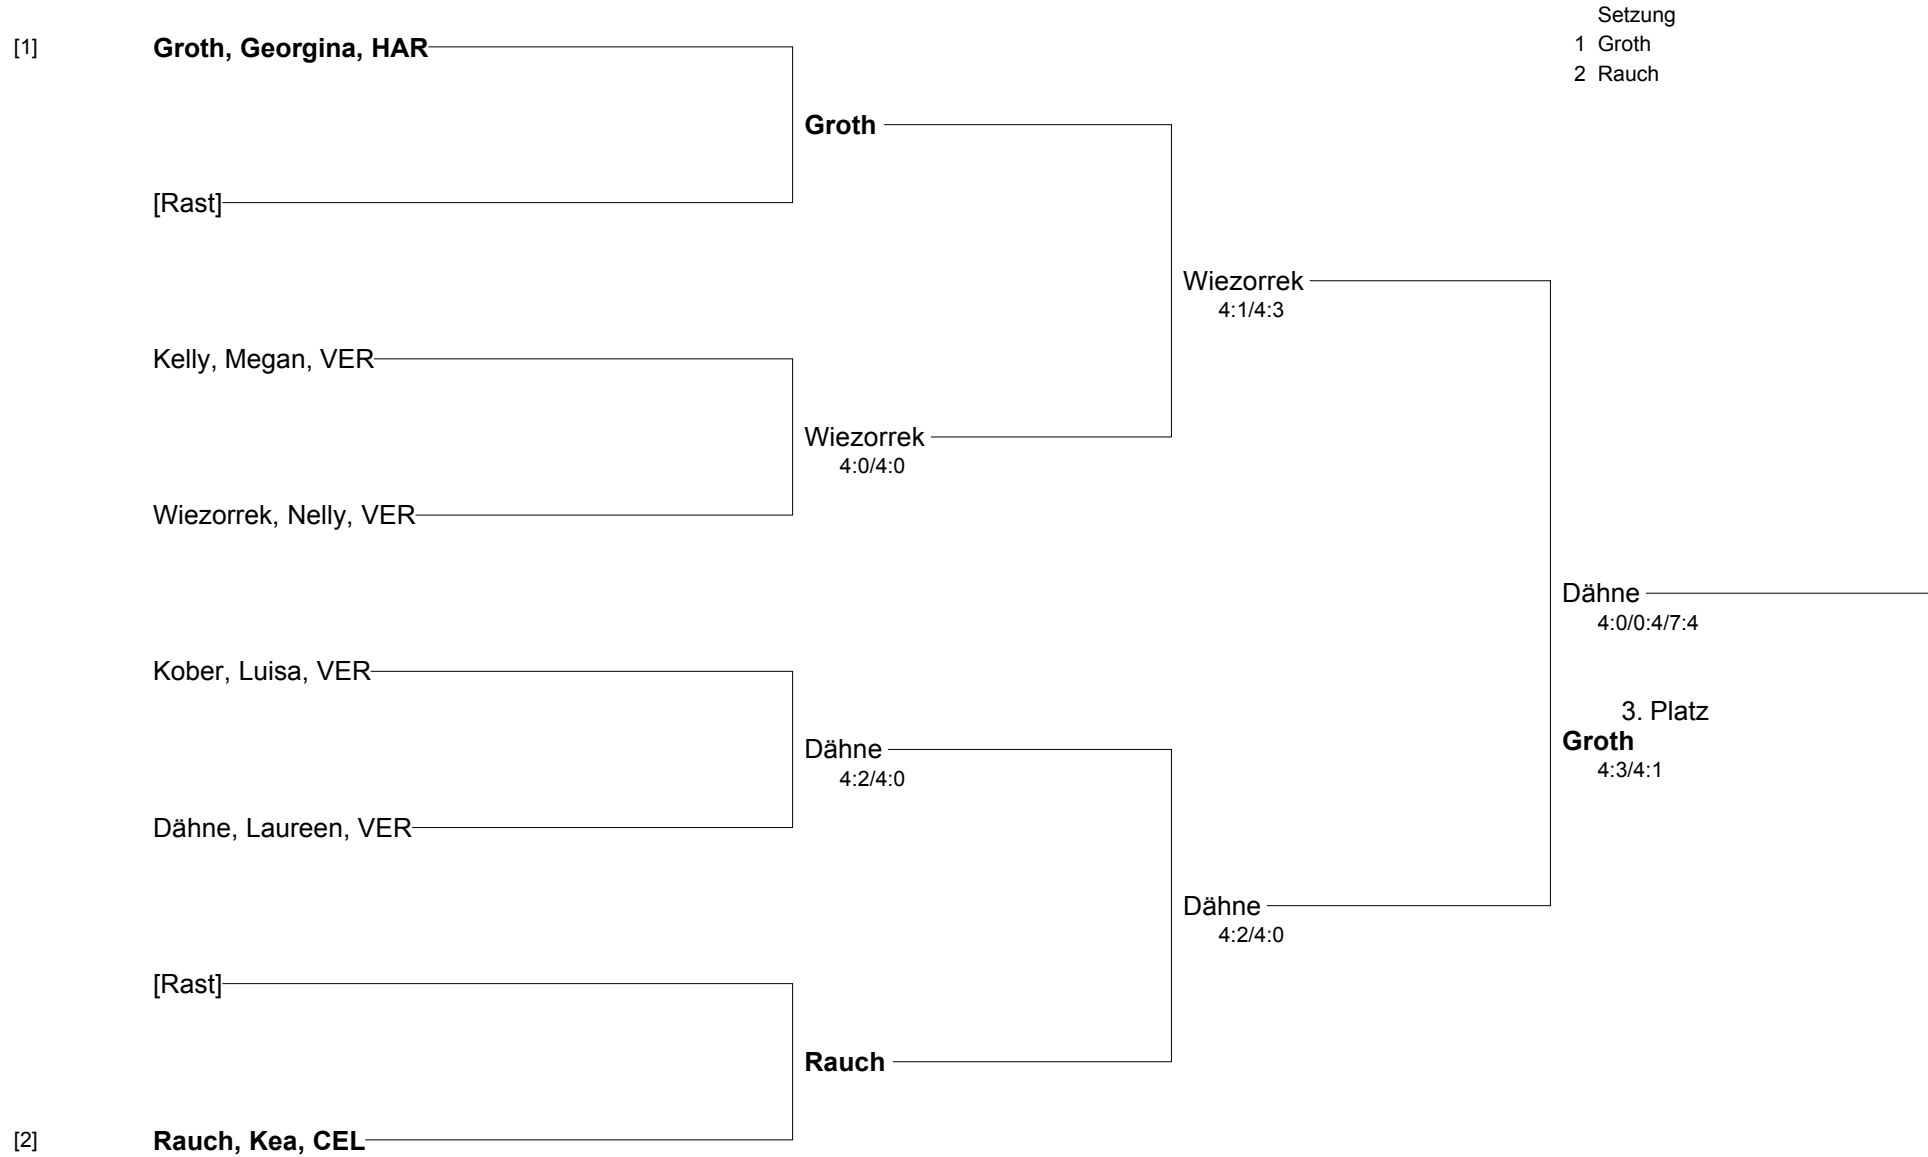 Setzung
1 Groth
2 Rauch
[1] Groth, Georgina, HAR
Groth
[Rast]
Wiezorrek
4:1/4:3
Kelly, Megan, VER
Wiezorrek
4:0/4:0
Wiezorrek, Nelly, VER
Dähne
4:0/0:4/7:4
Kober, Luisa, VER
3. Platz
Groth
4:3/4:1
Dähne
4:2/4:0
Dähne, Laureen, VER
Dähne
4:2/4:0
[Rast]
Rauch
[2] Rauch, Kea, CEL